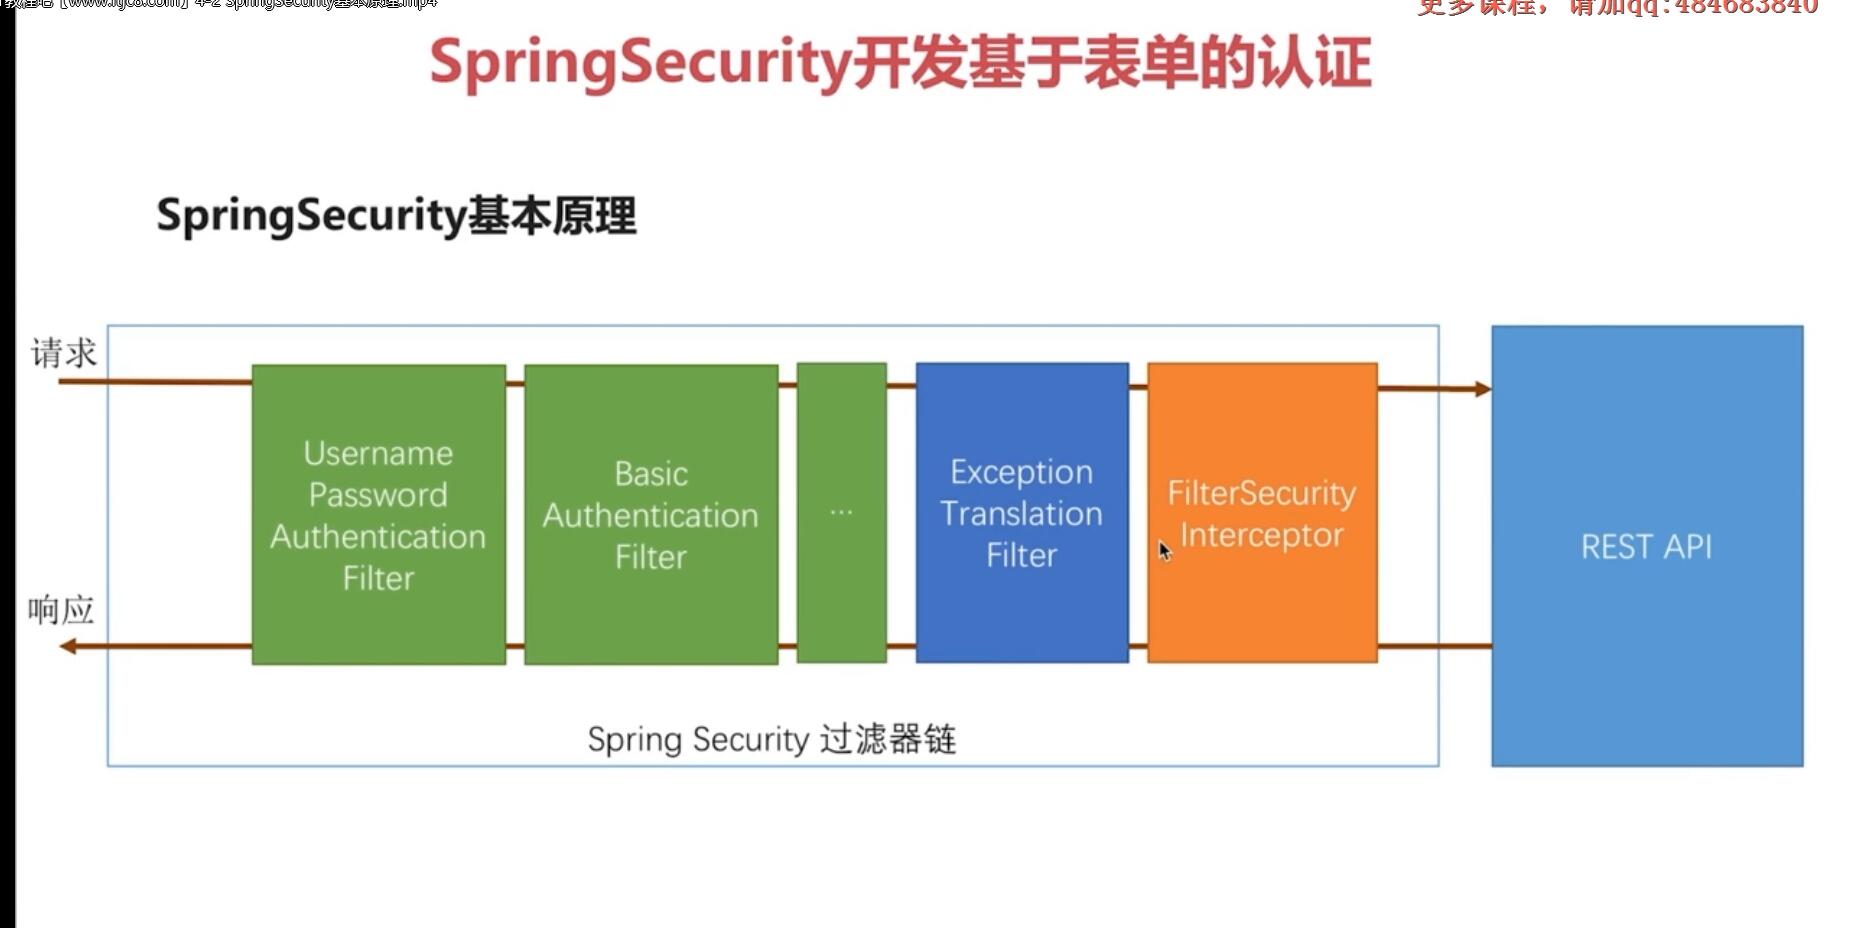 教程吧【www.itjc8.com】4-2 SpringSecurity基本原理.mp4
更多课程，请加qq:484683840
SpringSecurity开发基于表单的认证
SpringSecurity基本原理
请求
Username
Password
Authentication
Filter
Basic
Authentication
Filter
...
Exception
Translation
Filter
FilterSecurity
Interceptor
REST API
响应
Spring Security 过滤器链